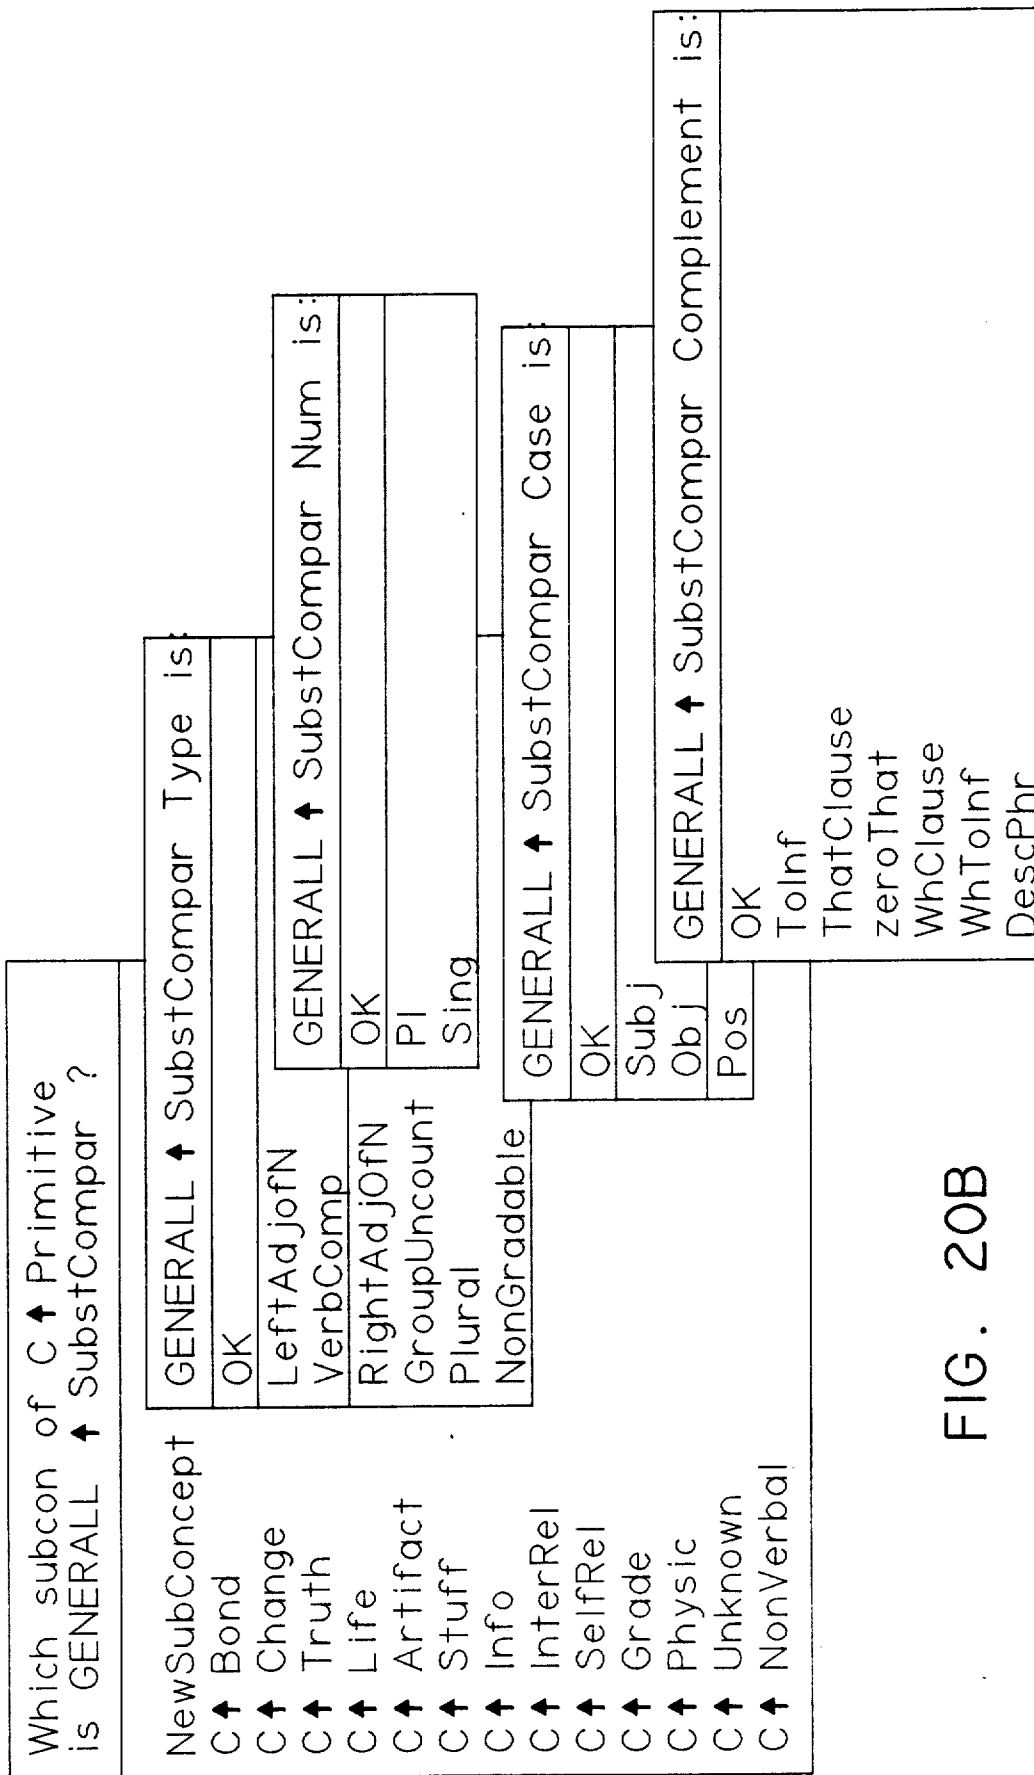 Which subcon of C↑Primitive
is GENERALL ↑ SubstCompar ?
NewSubConcept
C↑ Bond
C↑ Change
C↑ Truth
C↑ Life
C↑ Artifact
C↑ Stuff
C↑ Info
C↑ InterRel
C↑ SelfRel
C↑ Grade
C↑ Physic
C↑ Unknown
C↑ NonVerbal
GENERALL ↑ SubstCompar Type is:
OK
LeftAdjofN
VerbComp
RightAdjOfN
GroupUncount
Plural
NonGradable
GENERALL ↑ SubstCompar Num is:
OK
Pl
Sing
GENERALL ↑ SubstCompar Case is:
OK
Subj
Obj
Pos
GENERALL ↑ SubstCompar Complement is:
OK
ToInf
ThatClause
zeroThat
WhClause
WhToInf
DescPhr
FIG. 20B